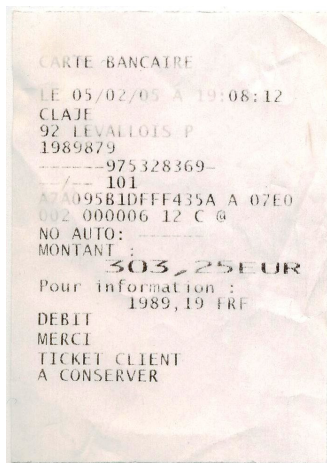 CARTE BANCAIRE
LE 05/02/05 A 19:08:12
CLAJE
92 LEVALLOIS P
1989879
------975328369-
--/-- 101
A7A095B1DFFF435A A 07E0
002 000006 12 C @
NO AUTO: ------
MONTANT :
303,25EUR
Pour information :
1989,19 FRF
DEBIT
MERCI
TICKET CLIENT
A CONSERVER